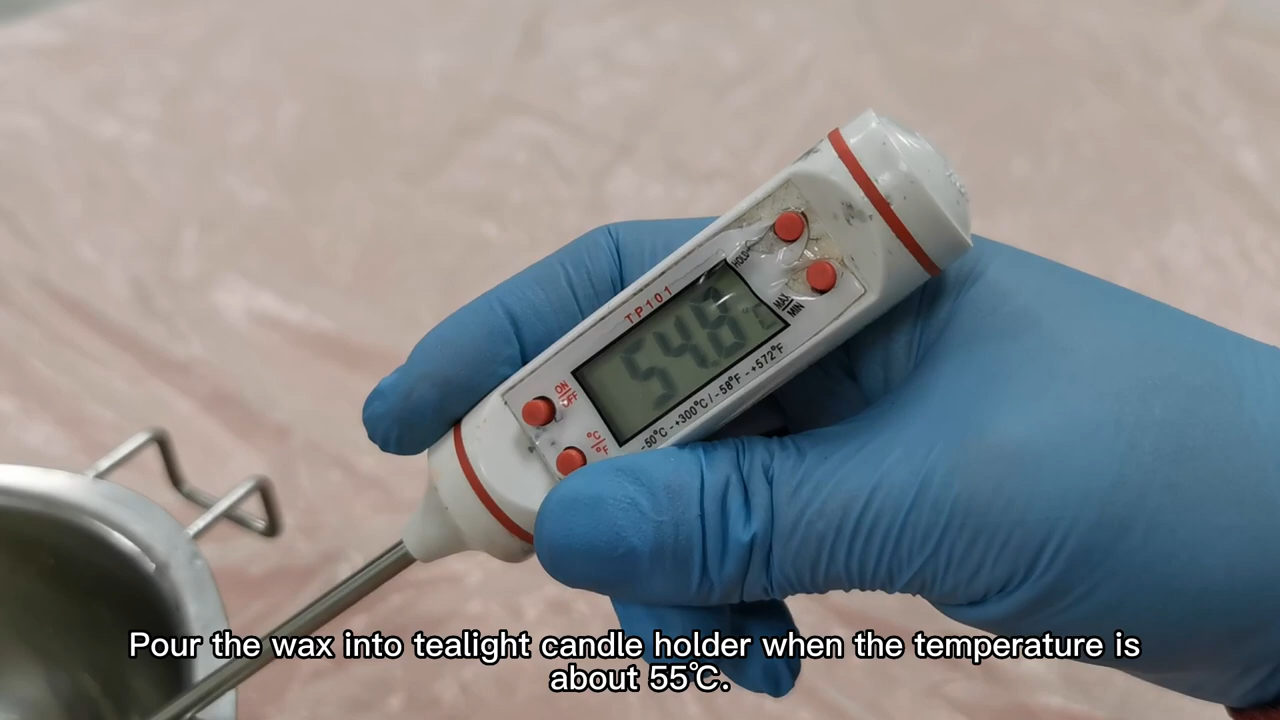 HOLD
MAX
MIN
TP101
54.8°C
ON
OFF
°C
°F
-50°C -+300°C / -58°F -+572°F
Pour the wax into tealight candle holder when the temperature is
about 55℃.